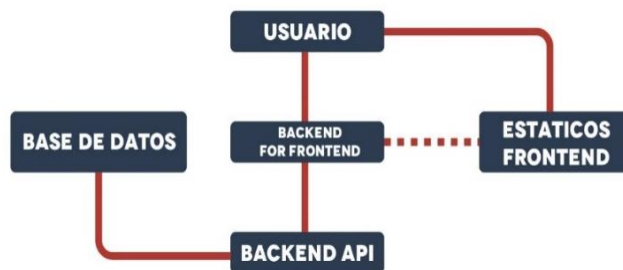 USUARIO
BASE DE DATOS
BACKEND
FOR FRONTEND
ESTATICOS
FRONTEND
BACKEND API